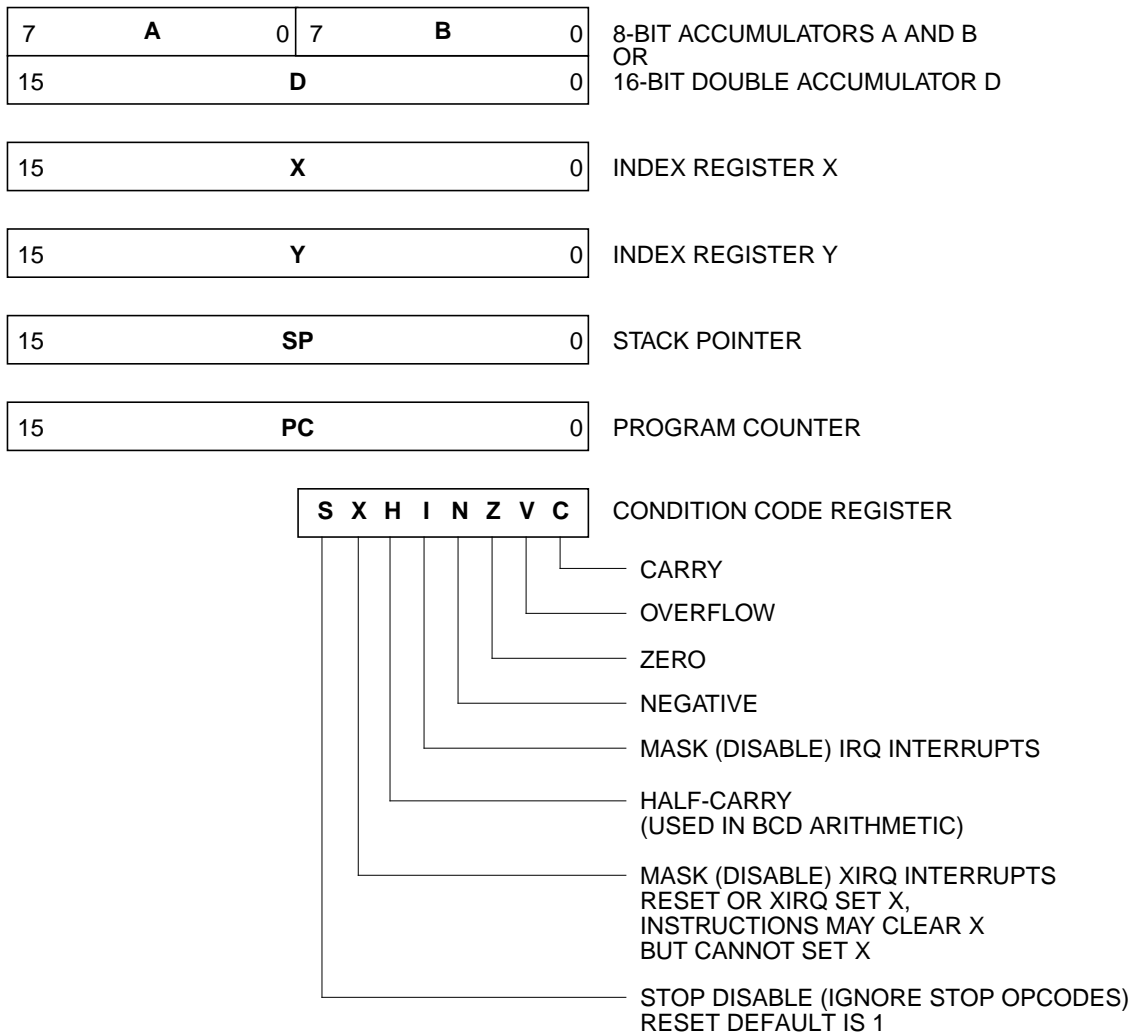 7 A 0 7 B 0 8-BIT ACCUMULATORS A AND B
OR
15 D 0 16-BIT DOUBLE ACCUMULATOR D
15 X 0 INDEX REGISTER X
15 Y 0 INDEX REGISTER Y
15 SP 0 STACK POINTER
15 PC 0 PROGRAM COUNTER
S X H I N Z V C CONDITION CODE REGISTER
CARRY
OVERFLOW
ZERO
NEGATIVE
MASK (DISABLE) IRQ INTERRUPTS
HALF-CARRY
(USED IN BCD ARITHMETIC)
MASK (DISABLE) XIRQ INTERRUPTS
RESET OR XIRQ SET X,
INSTRUCTIONS MAY CLEAR X
BUT CANNOT SET X
STOP DISABLE (IGNORE STOP OPCODES)
RESET DEFAULT IS 1